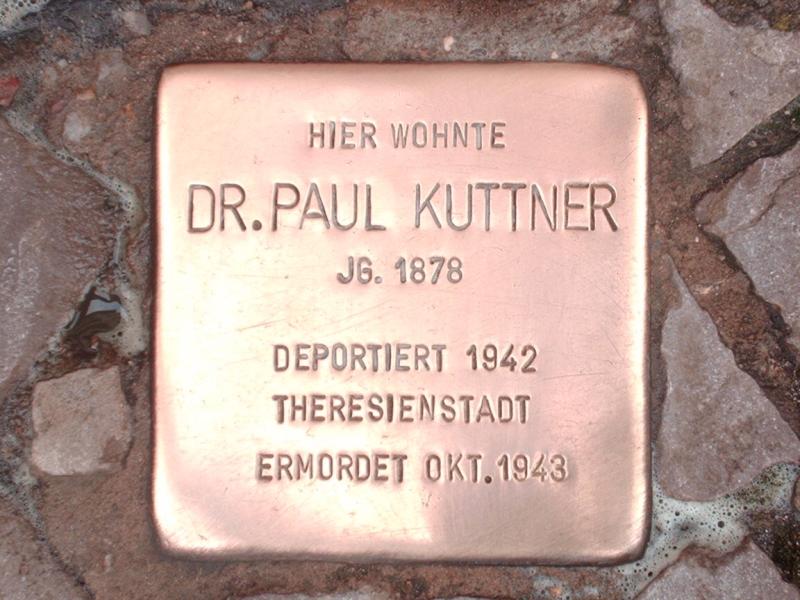 HIER WOHNTE
DR. PAUL KUTTNER
JG. 1878
DEPORTIERT 1942
THERESIENSTADT
ERMORDET OKT. 1943